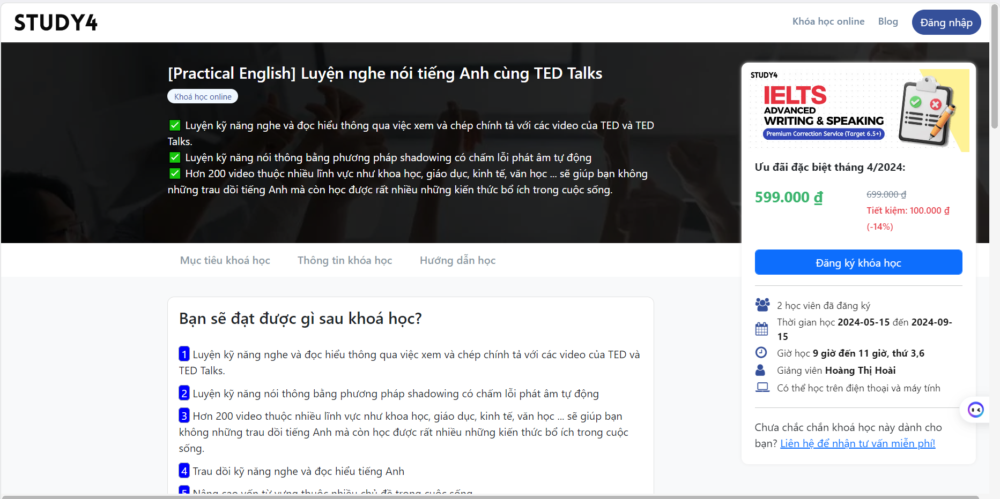 STUDY4
Khóa học online
Blog
Đăng nhập
[Practical English] Luyện nghe nói tiếng Anh cùng TED Talks
Khoá học online
✅ Luyện kỹ năng nghe và đọc hiểu thông qua việc xem và chép chính tả với các video của TED và TED
Talks.
✅ Luyện kỹ năng nói thông bằng phương pháp shadowing có chấm lỗi phát âm tự động
✅ Hơn 200 video thuộc nhiều lĩnh vực như khoa học, giáo dục, kinh tế, văn học ... sẽ giúp bạn không
những trau dồi tiếng Anh mà còn học được rất nhiều những kiến thức bổ ích trong cuộc sống.
Mục tiêu khoá học
Thông tin khóa học
Hướng dẫn học
Bạn sẽ đạt được gì sau khoá học?
1 Luyện kỹ năng nghe và đọc hiểu thông qua việc xem và chép chính tả với các video của TED và
TED Talks.
2 Luyện kỹ năng nói thông bằng phương pháp shadowing có chấm lỗi phát âm tự động
3 Hơn 200 video thuộc nhiều lĩnh vực như khoa học, giáo dục, kinh tế, văn học ... sẽ giúp bạn
không những trau dồi tiếng Anh mà còn học được rất nhiều những kiến thức bổ ích trong cuộc
sống.
4 Trau dồi kỹ năng nghe và đọc hiểu tiếng Anh
5 Nâng cao vốn từ vựng thuộc nhiều chủ đề trong cuộc sống
STUDY4
IELTS
ADVANCED
WRITING & SPEAKING
Premium Correction Service (Target 6.5+)
Ưu đãi đặc biệt tháng 4/2024:
599.000 ₫
699.000 ₫
Tiết kiệm: 100.000 ₫
(-14%)
Đăng ký khóa học
2 học viên đã đăng ký
Thời gian học 2024-05-15 đến 2024-09-
15
Giờ học 9 giờ đến 11 giờ, thứ 3,6
Giảng viên Hoàng Thị Hoài
Có thể học trên điện thoại và máy tính
Chưa chắc chắn khoá học này dành cho
bạn? Liên hệ để nhận tư vấn miễn phí!